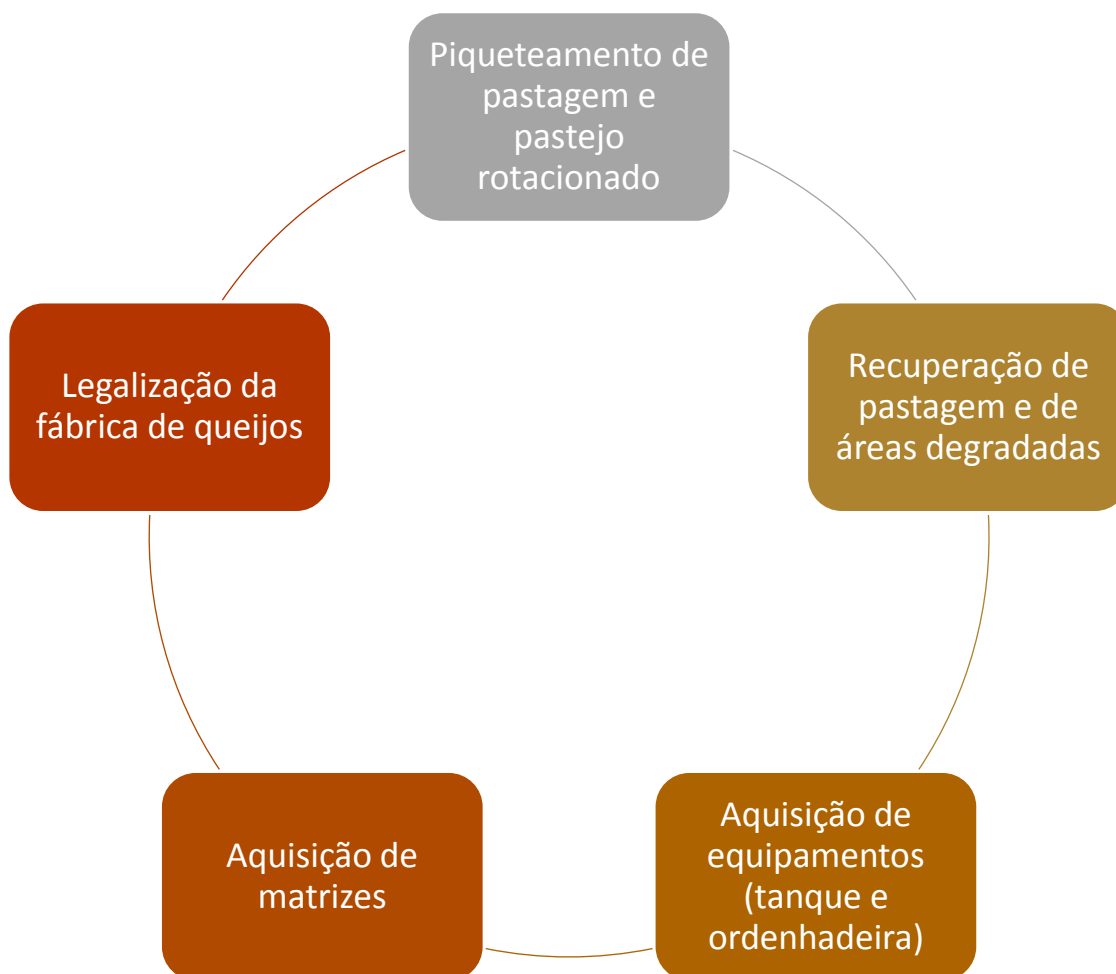 Piqueteamento de
pastagem e
pastejo
rotacionado
Recuperação de
pastagem e de
áreas degradadas
Aquisição de
equipamentos
(tanque e
ordenhadeira)
Aquisição de
matrizes
Legalização da
fábrica de queijos